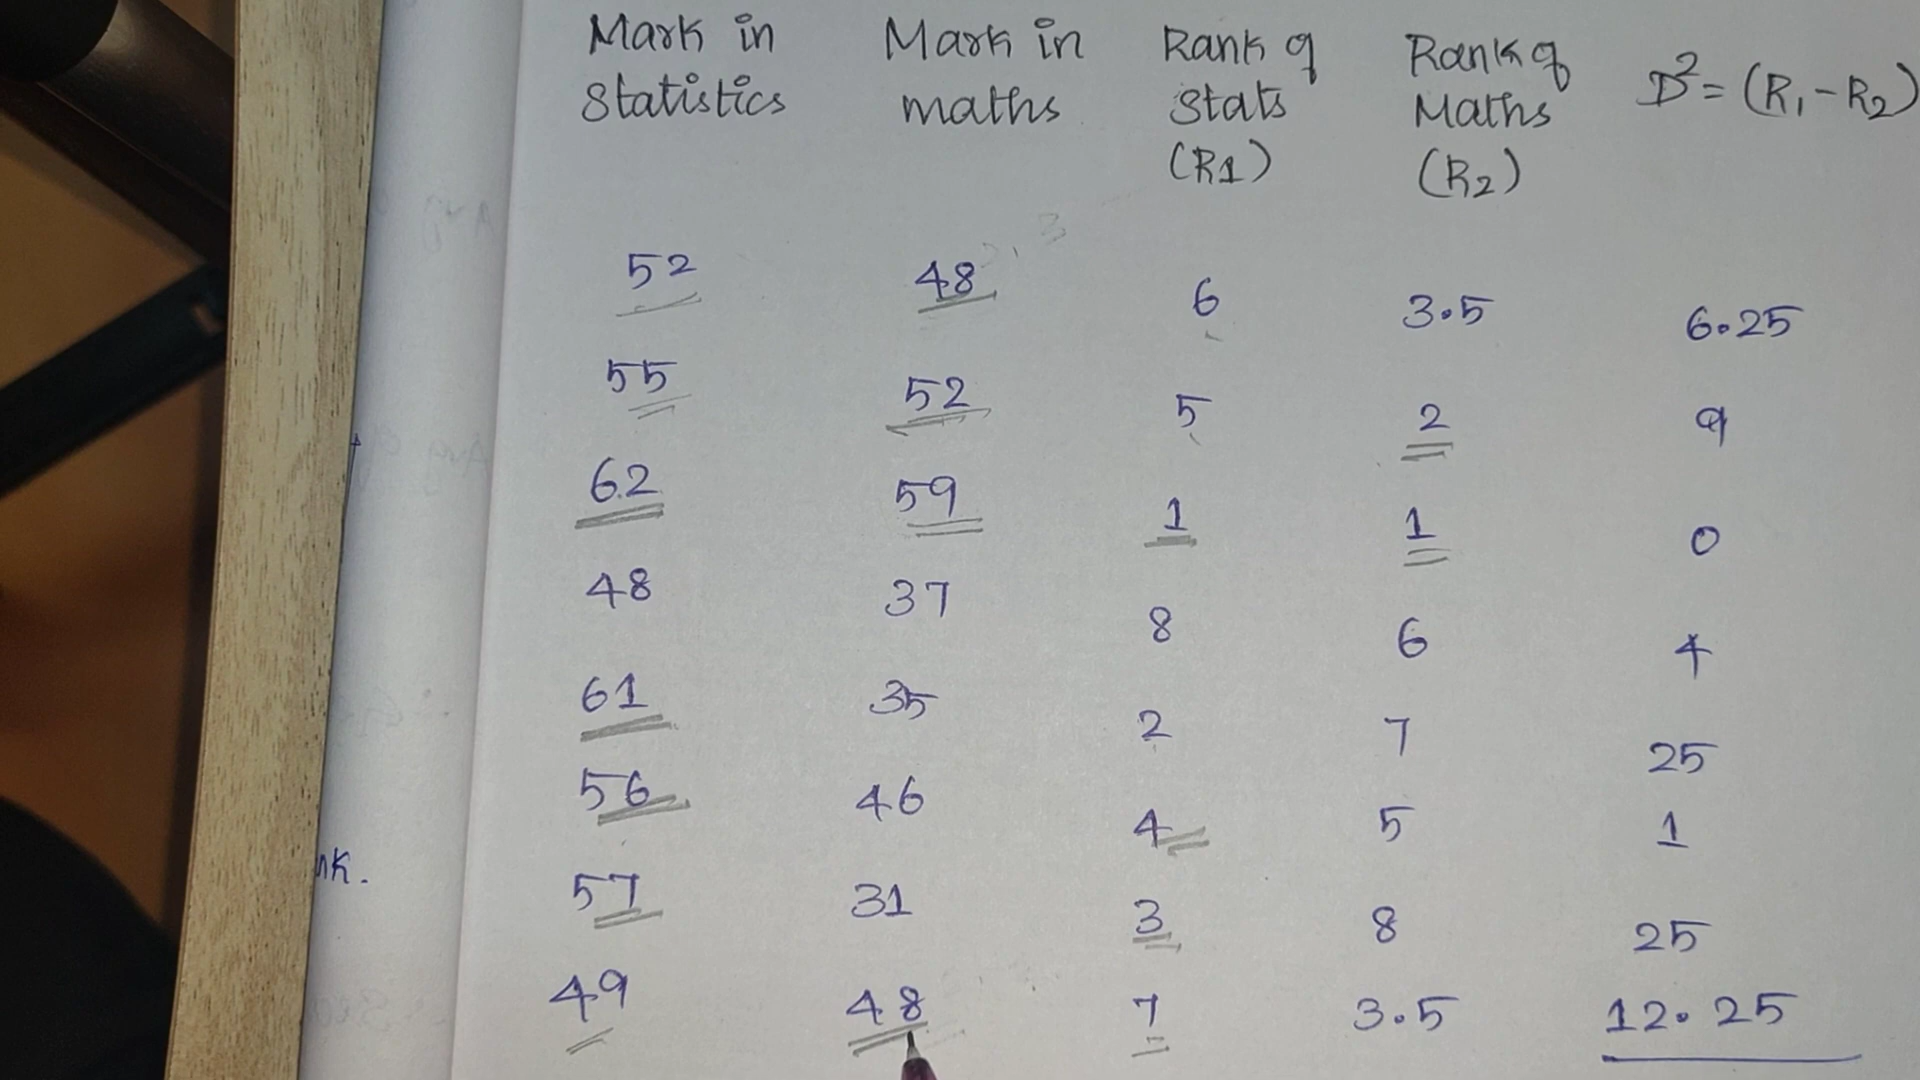 Mark in Statistics Mark in maths Rank of Stats (R1) Rank of Maths (R2) D² = (R₁ - R₂)
52 48 6 3.5 6.25
55 52 5 2 9
62 59 1 1 0
48 37 8 6 4
61 35 2 7 25
56 46 4 5 1
57 31 3 8 25
49 48 7 3.5 12.25
nk.